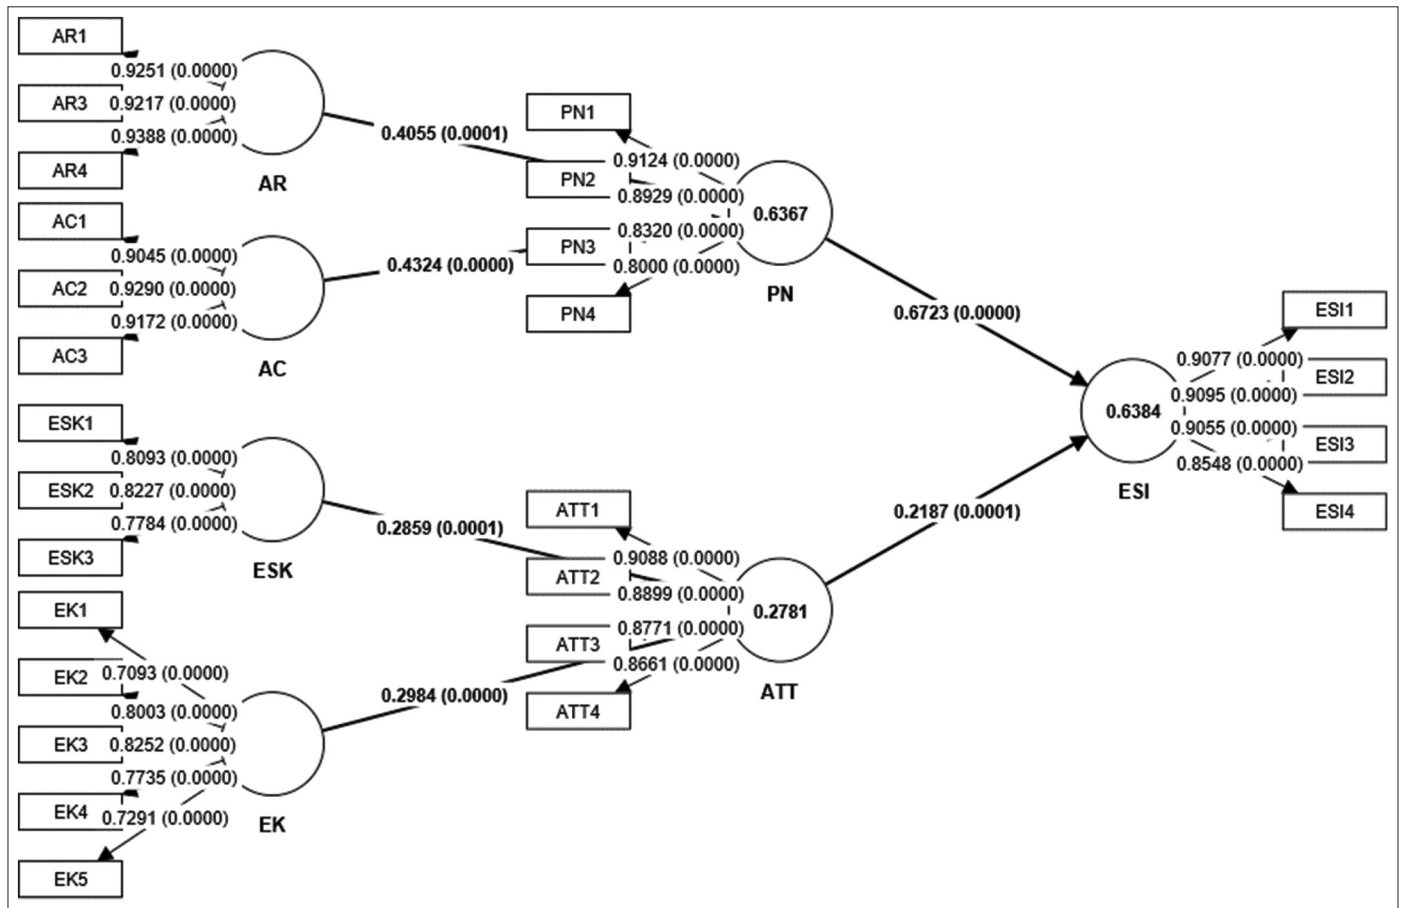 AR1
0.9251 (0.0000)
AR3
0.9217 (0.0000)
0.9388 (0.0000)
AR4
AR
AC1
0.9045 (0.0000)
AC2
0.9290 (0.0000)
0.9172 (0.0000)
AC3
AC
ESK1
0.8093 (0.0000)
ESK2
0.8227 (0.0000)
0.7784 (0.0000)
ESK3
ESK
EK1
0.7093 (0.0000)
EK2
0.8003 (0.0000)
EK3
0.8252 (0.0000)
0.7735 (0.0000)
EK4
0.7291 (0.0000)
EK5
EK
0.4055 (0.0001)
0.4324 (0.0000)
0.2859 (0.0001)
0.2984 (0.0000)
PN1
0.9124 (0.0000)
PN2
0.8929 (0.0000)
0.8320 (0.0000)
PN3
0.8000 (0.0000)
PN4
0.6367
PN
ATT1
0.9088 (0.0000)
ATT2
0.8899 (0.0000)
0.8771 (0.0000)
ATT3
0.8661 (0.0000)
ATT4
0.2781
ATT
0.6723 (0.0000)
0.2187 (0.0001)
0.6384
ESI
ESI1
0.9077 (0.0000)
ESI2
0.9095 (0.0000)
0.9055 (0.0000)
ESI3
0.8548 (0.0000)
ESI4